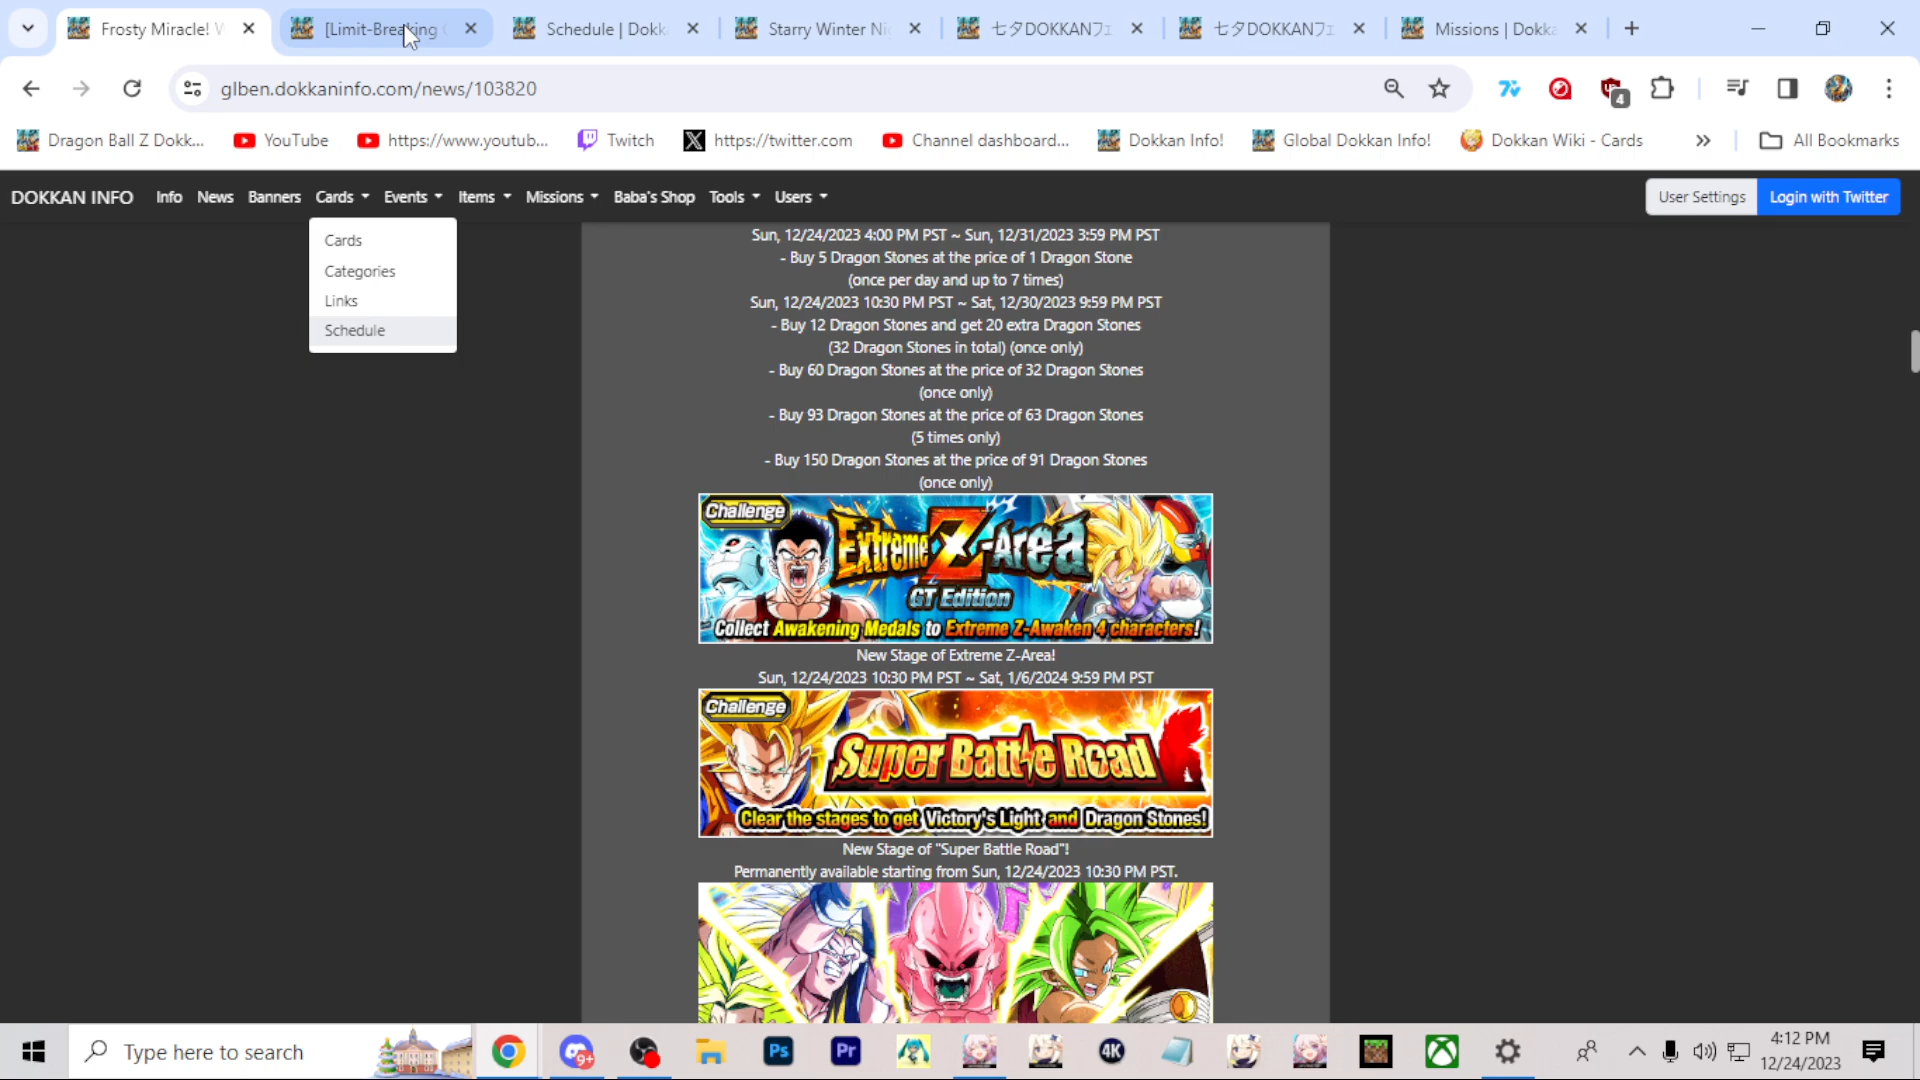 Frosty Miracle! W
[Limit-Breaking
Schedule | Dokk
Starry Winter Ni
七夕DOKKANフェ
七夕DOKKANフェ
Missions | Dokka
glben.dokkaninfo.com/news/103820
4
Dragon Ball Z Dokk...
YouTube
https://www.youtub...
Twitch
https://twitter.com
Channel dashboard...
Dokkan Info!
Global Dokkan Info!
Dokkan Wiki - Cards
All Bookmarks
DOKKAN INFO
Info
News
Banners
Cards
Events
Items
Missions
Baba's Shop
Tools
Users
User Settings
Login with Twitter
Cards
Categories
Links
Schedule
Sun, 12/24/2023 4:00 PM PST ~ Sun, 12/31/2023 3:59 PM PST
- Buy 5 Dragon Stones at the price of 1 Dragon Stone
(once per day and up to 7 times)
Sun, 12/24/2023 10:30 PM PST ~ Sat, 12/30/2023 9:59 PM PST
- Buy 12 Dragon Stones and get 20 extra Dragon Stones
(32 Dragon Stones in total) (once only)
- Buy 60 Dragon Stones at the price of 32 Dragon Stones
(once only)
- Buy 93 Dragon Stones at the price of 63 Dragon Stones
(5 times only)
- Buy 150 Dragon Stones at the price of 91 Dragon Stones
(once only)
Challenge
Extreme Z-Area
GT Edition
Collect Awakening Medals to Extreme Z-Awaken 4 characters!
New Stage of Extreme Z-Area!
Sun, 12/24/2023 10:30 PM PST ~ Sat, 1/6/2024 9:59 PM PST
Challenge
Super Battle Road
Clear the stages to get Victory's Light and Dragon Stones!
New Stage of "Super Battle Road"!
Permanently available starting from Sun, 12/24/2023 10:30 PM PST.
Type here to search
9+
Ps
Pr
4K
4:12 PM
12/24/2023